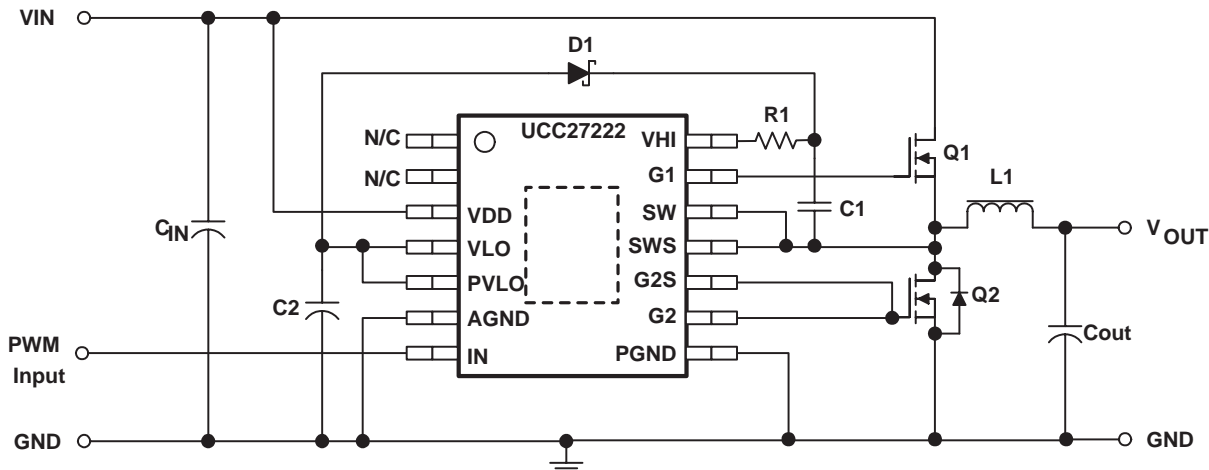 VIN
D1
UCC27222
R1
N/C
VHI
Q1
N/C
G1
L1
VDD
SW
C1
CIN
VLO
SWS
VOUT
PVLO
G2S
Q2
C2
AGND
G2
Cout
PWM
Input
IN
PGND
GND
GND